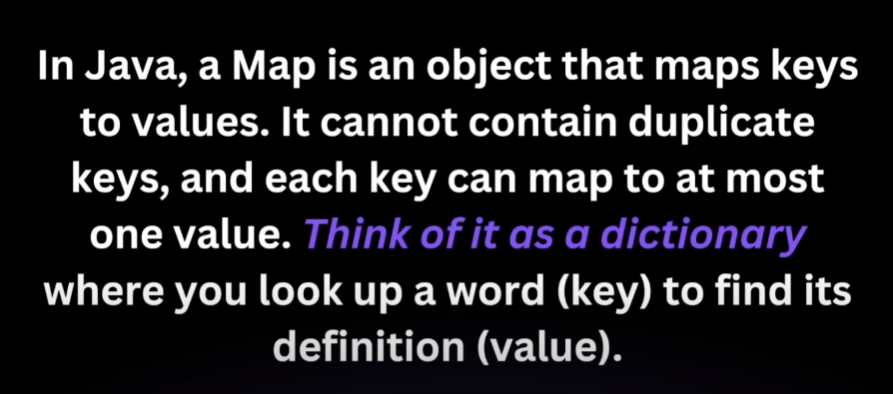 In Java, a Map is an object that maps keys
to values. It cannot contain duplicate
keys, and each key can map to at most
one value. Think of it as a dictionary
where you look up a word (key) to find its
definition (value).